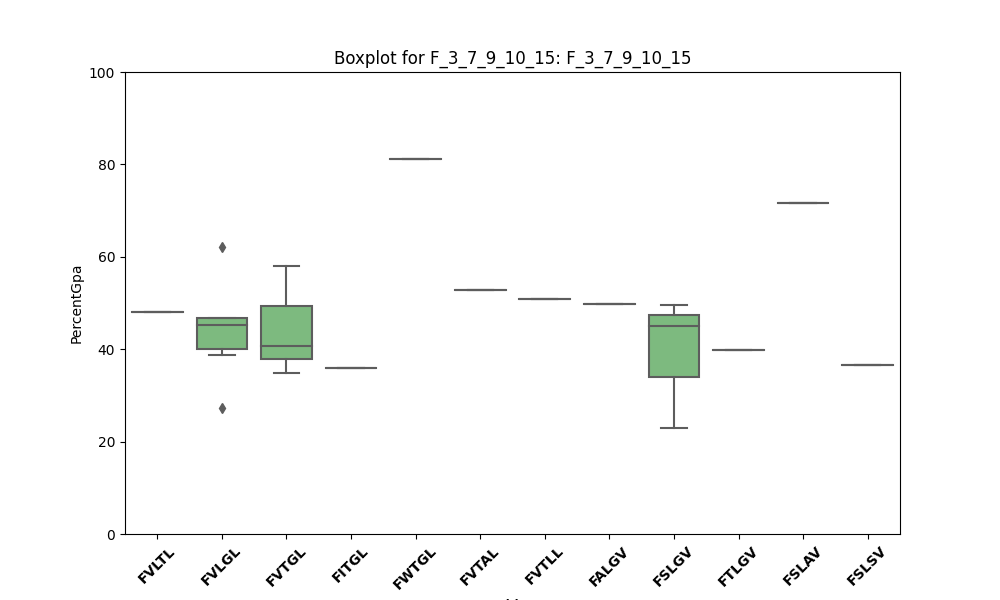 Boxplot for F_3_7_9_10_15: F_3_7_9_10_15
100
80
60
40
20
0
PercentGpa
FVLTL
FVLGL
FVTGL
FITGL
FWTGL
FVTAL
FVTLL
FALGV
FSLGV
FTLGV
FSLAV
FSLSV